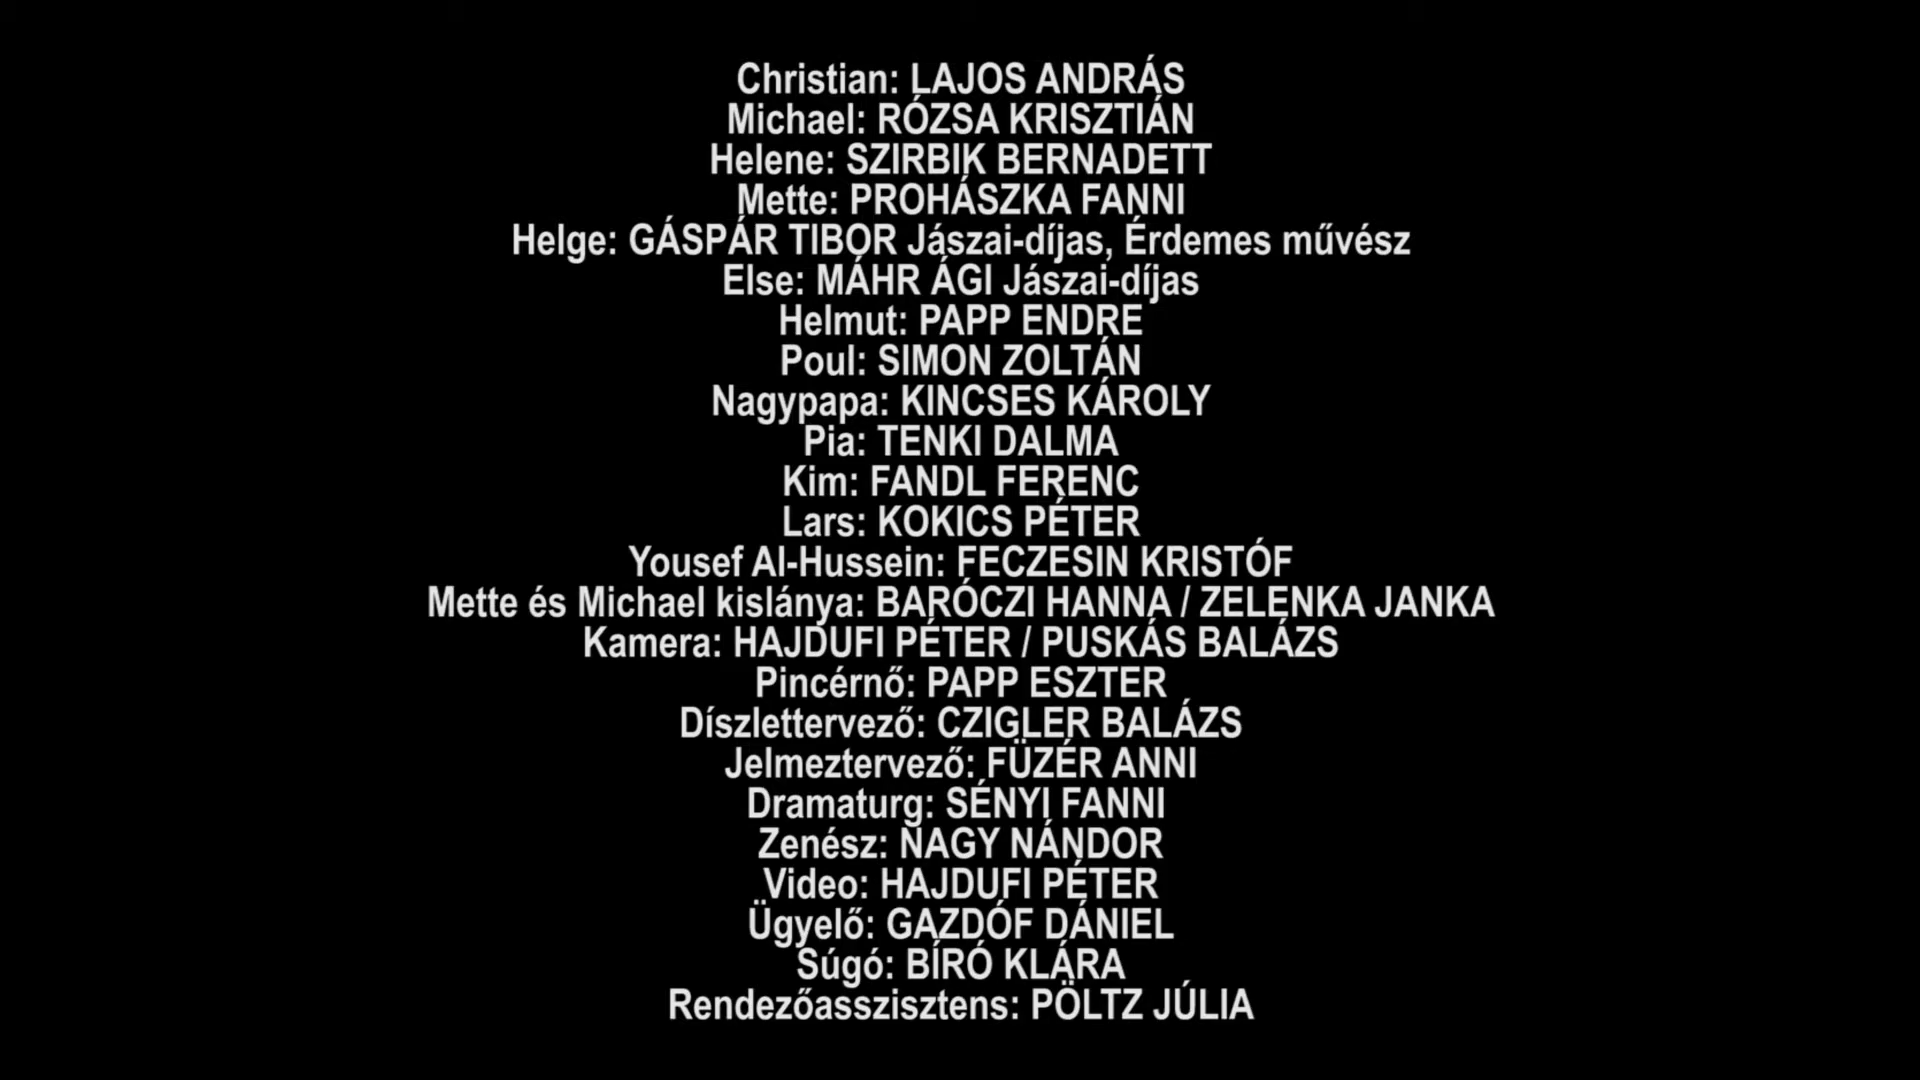 Christian: LAJOS ANDRÁS
Michael: RÓZSA KRISZTIÁN
Helene: SZIRBIK BERNADETT
Mette: PROHÁSZKA FANNI
Helge: GÁSPÁR TIBOR Jászai-díjas, Érdemes művész
Else: MÁHR ÁGI Jászai-díjas
Helmut: PAPP ENDRE
Poul: SIMON ZOLTÁN
Nagypapa: KINCSES KÁROLY
Pia: TENKI DALMA
Kim: FANDL FERENC
Lars: KOKICS PÉTER
Yousef Al-Hussein: FECZESIN KRISTÓF
Mette és Michael kislánya: BARÓCZI HANNA / ZELENKA JANKA
Kamera: HAJDUFI PÉTER / PUSKÁS BALÁZS
Pincérnő: PAPP ESZTER
Díszlettervező: CZIGLER BALÁZS
Jelmeztervező: FÜZÉR ANNI
Dramaturg: SÉNYI FANNI
Zenész: NAGY NÁNDOR
Video: HAJDUFI PÉTER
Ügyelő: GAZDÓF DÁNIEL
Súgó: BÍRÓ KLÁRA
Rendezőasszisztens: PÖLTZ JÚLIA